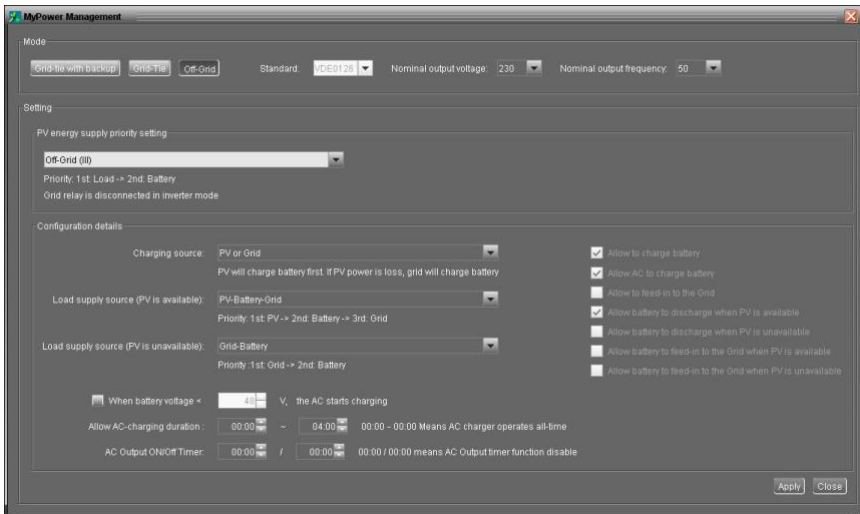 MyPower Management
Mode
Grid-tie with backup Grid-Tie Off-Grid Standard: VDE0126 Nominal output voltage: 230 Nominal output frequency: 50
Setting
PV energy supply priority setting
Off-Grid (III)
Priority: 1st: Load -> 2nd: Battery
Grid relay is disconnected in inverter mode
Configuration details
Charging source: PV or Grid
PV will charge battery first. If PV power is loss, grid will charge battery
Load supply source (PV is available): PV-Battery-Grid
Priority: 1st: PV -> 2nd: Battery -> 3rd: Grid
Load supply source (PV is unavailable): Grid-Battery
Priority :1st: Grid -> 2nd: Battery
Allow to charge battery
Allow AC to charge battery
Allow to feed-in to the Grid
Allow battery to discharge when PV is available
Allow battery to discharge when PV is unavailable
Allow battery to feed-in to the Grid when PV is available
Allow battery to feed-in to the Grid when PV is unavailable
When battery voltage < 48 V, the AC starts charging
Allow AC-charging duration : 00:00 ~ 04:00 00:00 - 00:00 Means AC charger operates all-time
AC Output ON/Off Timer: 00:00 / 00:00 00:00 / 00:00 means AC Output timer function disable
Apply Close